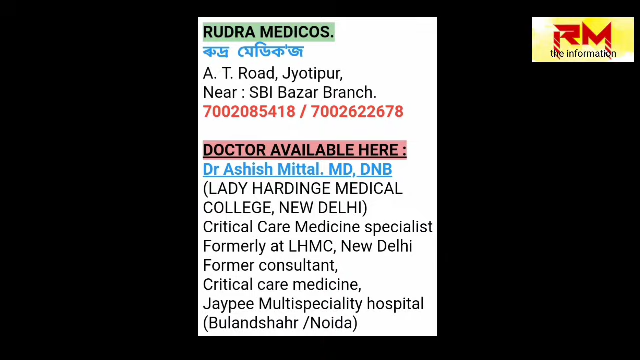 RUDRA MEDICOS.
ৰুদ্ৰ মেডিক'জ
A. T. Road, Jyotipur,
Near : SBI Bazar Branch.
7002085418 / 7002622678
DOCTOR AVAILABLE HERE :
Dr Ashish Mittal. MD, DNB
(LADY HARDINGE MEDICAL
COLLEGE, NEW DELHI)
Critical Care Medicine specialist
Formerly at LHMC, New Delhi
Former consultant,
Critical care medicine,
Jaypee Multispeciality hospital
(Bulandshahr /Noida)
RM
the information